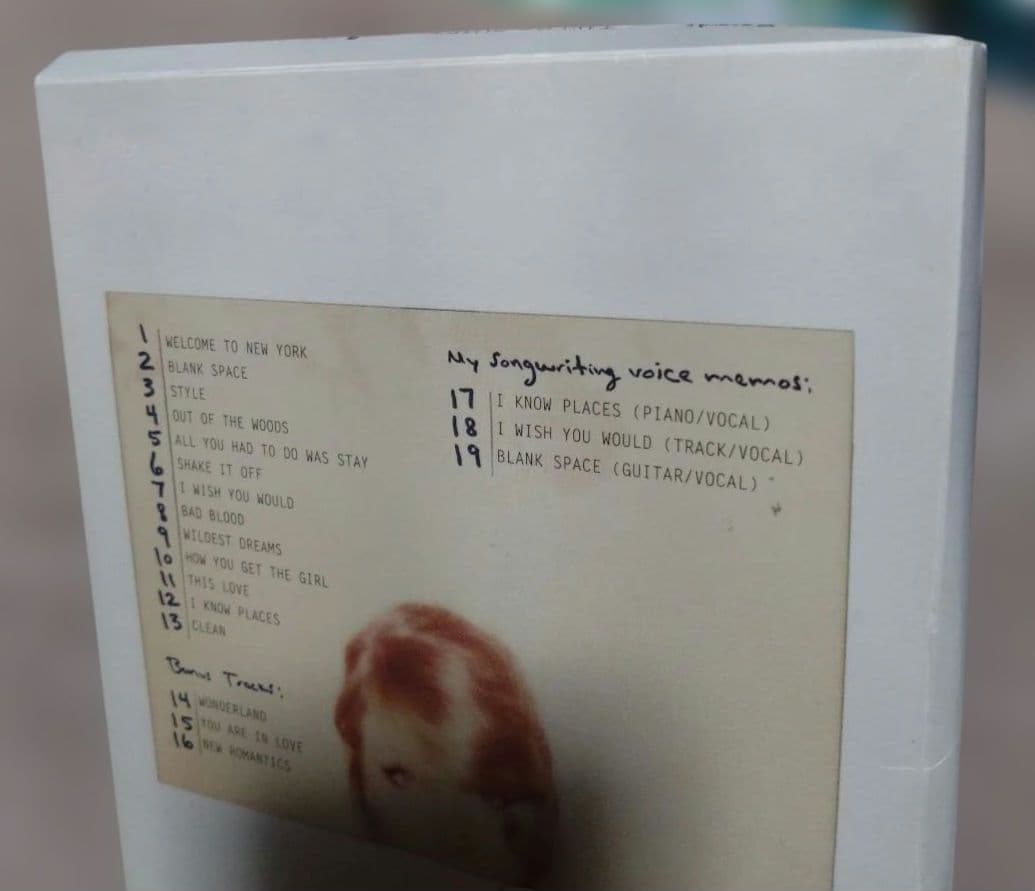 1 WELCOME TO NEW YORK
2 BLANK SPACE
3 STYLE
4 OUT OF THE WOODS
5 ALL YOU HAD TO DO WAS STAY
6 SHAKE IT OFF
7 I WISH YOU WOULD
8 BAD BLOOD
9 WILDEST DREAMS
10 HOW YOU GET THE GIRL
11 THIS LOVE
12 I KNOW PLACES
13 CLEAN
Bonus Tracks:
14 WONDERLAND
15 YOU ARE IN LOVE
16 NEW ROMANTICS
My Songwriting voice memos:
17 I KNOW PLACES (PIANO/VOCAL)
18 I WISH YOU WOULD (TRACK/VOCAL)
19 BLANK SPACE (GUITAR/VOCAL)